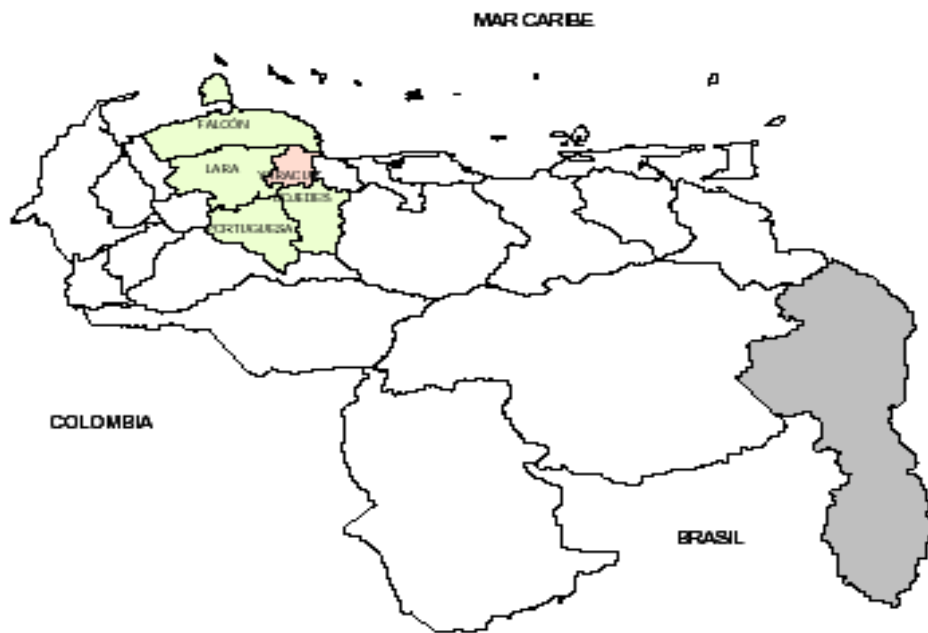 MAR CARIBE
FALCÓN
LARA
YARACUY
COJEDES
PORTUGUESA
COLOMBIA
BRASIL